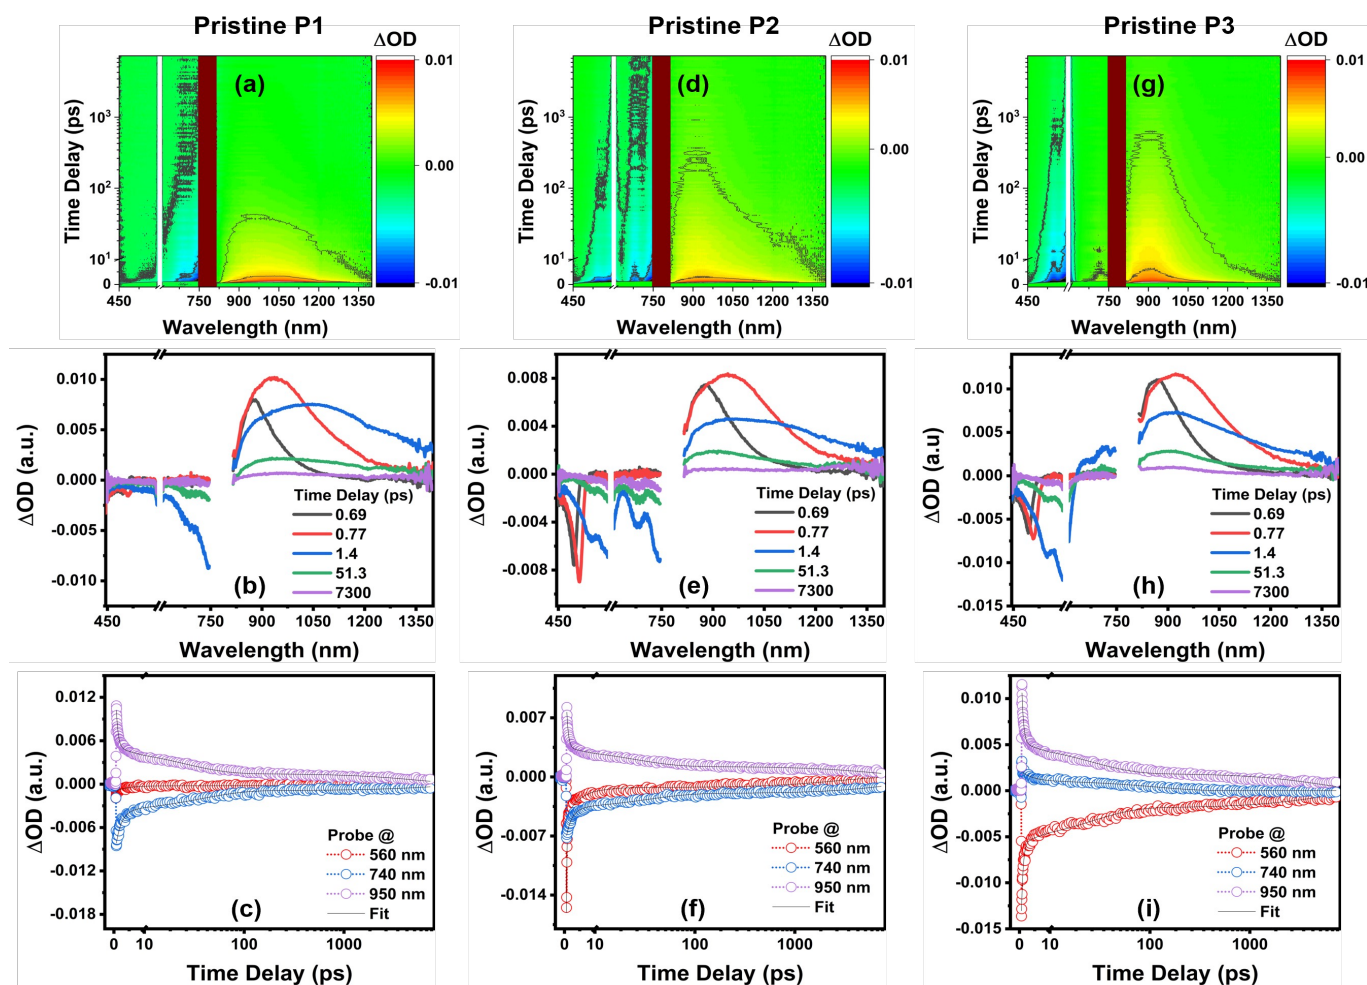 Pristine P1
Pristine P2
Pristine P3
ΔOD
(a)
Time Delay (ps)
10³
10²
10¹
0
450
750
900
1050
1200
1350
Wavelength (nm)
0.01
0.00
-0.01
ΔOD
(d)
Time Delay (ps)
10³
10²
10¹
0
450
750
900
1050
1200
1350
Wavelength (nm)
0.01
0.00
-0.01
ΔOD
(g)
Time Delay (ps)
10³
10²
10¹
0
450
750
900
1050
1200
1350
Wavelength (nm)
0.01
0.00
-0.01
ΔOD (a.u.)
0.010
0.005
0.000
-0.005
-0.010
Time Delay (ps)
0.69
0.77
1.4
51.3
7300
(b)
450
750
900
1050
1200
1350
Wavelength (nm)
ΔOD (a.u.)
0.008
0.004
0.000
-0.004
-0.008
Time Delay (ps)
0.69
0.77
1.4
51.3
7300
(e)
450
750
900
1050
1200
1350
Wavelength (nm)
ΔOD (a.u)
0.010
0.005
0.000
-0.005
-0.010
-0.015
Time Delay (ps)
0.69
0.77
1.4
51.3
7300
(h)
450
750
900
1050
1200
1350
Wavelength (nm)
ΔOD (a.u.)
0.012
0.006
0.000
-0.006
-0.012
-0.018
Probe @
560 nm
740 nm
950 nm
Fit
(c)
0
10
100
1000
Time Delay (ps)
ΔOD (a.u.)
0.007
0.000
-0.007
-0.014
Probe @
560 nm
740 nm
950 nm
Fit
(f)
0
10
100
1000
Time Delay (ps)
ΔOD (a.u.)
0.010
0.005
0.000
-0.005
-0.010
-0.015
Probe @
560 nm
740 nm
950 nm
Fit
(i)
0
10
100
1000
Time Delay (ps)